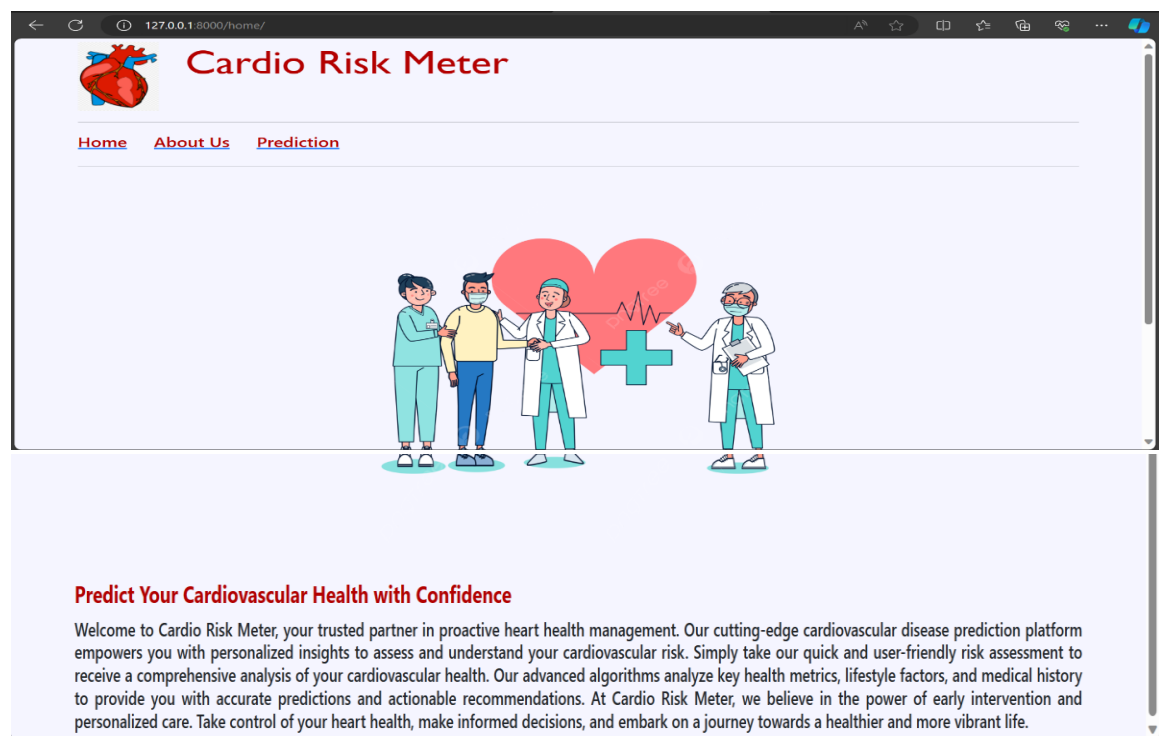 127.0.0.1:8000/home/
Cardio Risk Meter
Home About Us Prediction
Predict Your Cardiovascular Health with Confidence
Welcome to Cardio Risk Meter, your trusted partner in proactive heart health management. Our cutting-edge cardiovascular disease prediction platform
empowers you with personalized insights to assess and understand your cardiovascular risk. Simply take our quick and user-friendly risk assessment to
receive a comprehensive analysis of your cardiovascular health. Our advanced algorithms analyze key health metrics, lifestyle factors, and medical history
to provide you with accurate predictions and actionable recommendations. At Cardio Risk Meter, we believe in the power of early intervention and
personalized care. Take control of your heart health, make informed decisions, and embark on a journey towards a healthier and more vibrant life.